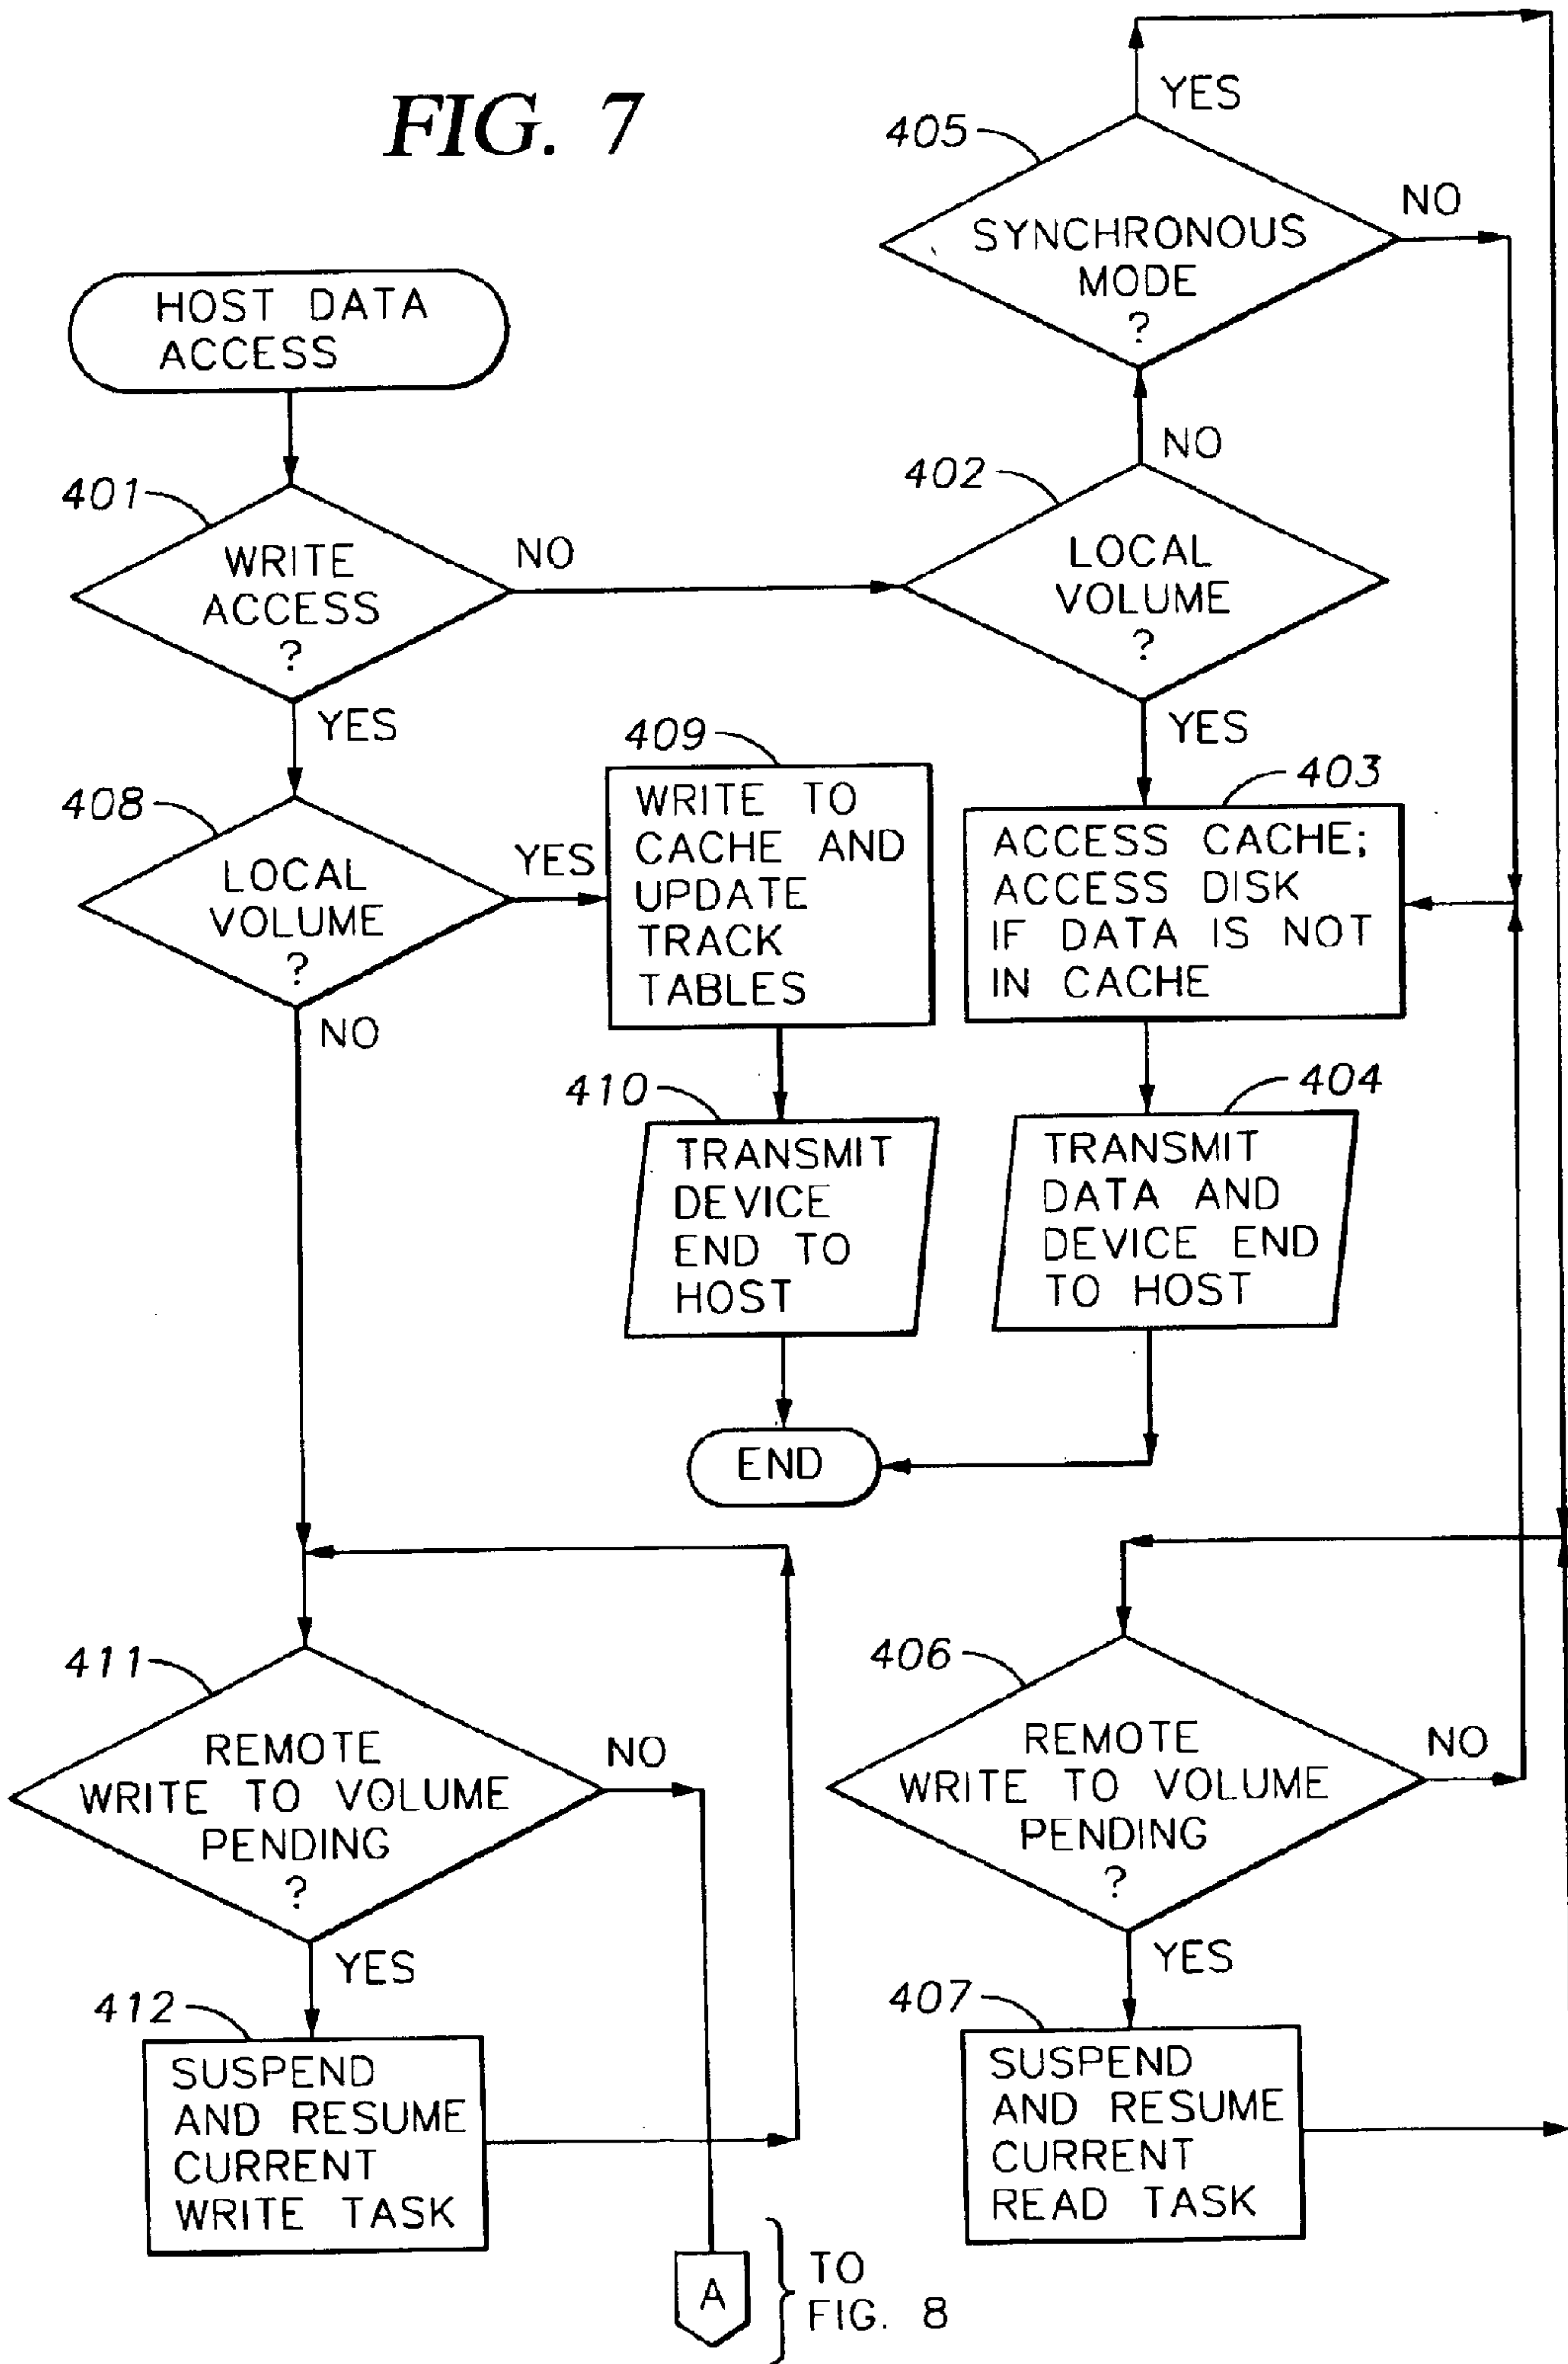 FIG. 7
HOST DATA
ACCESS
401
WRITE
ACCESS
?
NO
YES
405
SYNCHRONOUS
MODE
?
YES
NO
402
LOCAL
VOLUME
?
NO
YES
408
LOCAL
VOLUME
?
YES
NO
409
WRITE TO
CACHE AND
UPDATE
TRACK
TABLES
403
ACCESS CACHE;
ACCESS DISK
IF DATA IS NOT
IN CACHE
410
TRANSMIT
DEVICE
END TO
HOST
404
TRANSMIT
DATA AND
DEVICE END
TO HOST
END
411
REMOTE
WRITE TO VOLUME
PENDING
?
NO
YES
406
REMOTE
WRITE TO VOLUME
PENDING
?
NO
YES
412
SUSPEND
AND RESUME
CURRENT
WRITE TASK
407
SUSPEND
AND RESUME
CURRENT
READ TASK
A
TO
FIG. 8